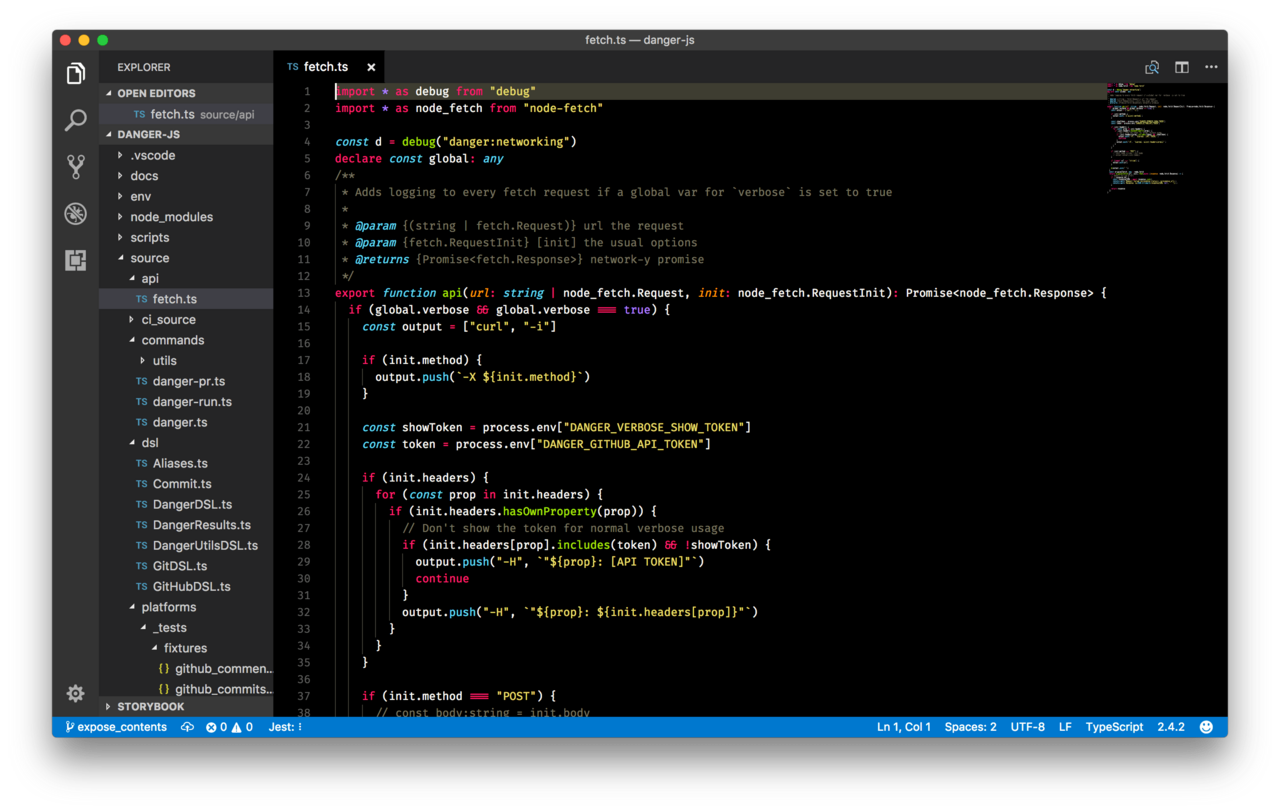 fetch.ts — danger-js
EXPLORER
OPEN EDITORS
TS fetch.ts source/api
DANGER-JS
.vscode
docs
env
node_modules
scripts
source
api
TS fetch.ts
ci_source
commands
utils
TS danger-pr.ts
TS danger-run.ts
TS danger.ts
dsl
TS Aliases.ts
TS Commit.ts
TS DangerDSL.ts
TS DangerResults.ts
TS DangerUtilsDSL.ts
TS GitDSL.ts
TS GitHubDSL.ts
platforms
_tests
fixtures
{} github_commen...
{} github_commits...
STORYBOOK
TS fetch.ts ×
1 import * as debug from "debug"
2 import * as node_fetch from "node-fetch"
3
4 const d = debug("danger:networking")
5 declare const global: any
6 /**
7 * Adds logging to every fetch request if a global var for `verbose` is set to true
8 *
9 * @param {(string | fetch.Request)} url the request
10 * @param {fetch.RequestInit} [init] the usual options
11 * @returns {Promise<fetch.Response>} network-y promise
12 */
13 export function api(url: string | node_fetch.Request, init: node_fetch.RequestInit): Promise<node_fetch.Response> {
14 if (global.verbose && global.verbose === true) {
15 const output = ["curl", "-i"]
16
17 if (init.method) {
18 output.push(`-X ${init.method}`)
19 }
20
21 const showToken = process.env["DANGER_VERBOSE_SHOW_TOKEN"]
22 const token = process.env["DANGER_GITHUB_API_TOKEN"]
23
24 if (init.headers) {
25 for (const prop in init.headers) {
26 if (init.headers.hasOwnProperty(prop)) {
27 // Don't show the token for normal verbose usage
28 if (init.headers[prop].includes(token) && !showToken) {
29 output.push("-H", `"${prop}: [API TOKEN]"`)
30 continue
31 }
32 output.push("-H", `"${prop}: ${init.headers[prop]}"`)
33 }
34 }
35 }
36
37 if (init.method === "POST") {
38 // const body:string = init.body
expose_contents
0 0
Jest: ⁝
Ln 1, Col 1
Spaces: 2
UTF-8
LF
TypeScript
2.4.2